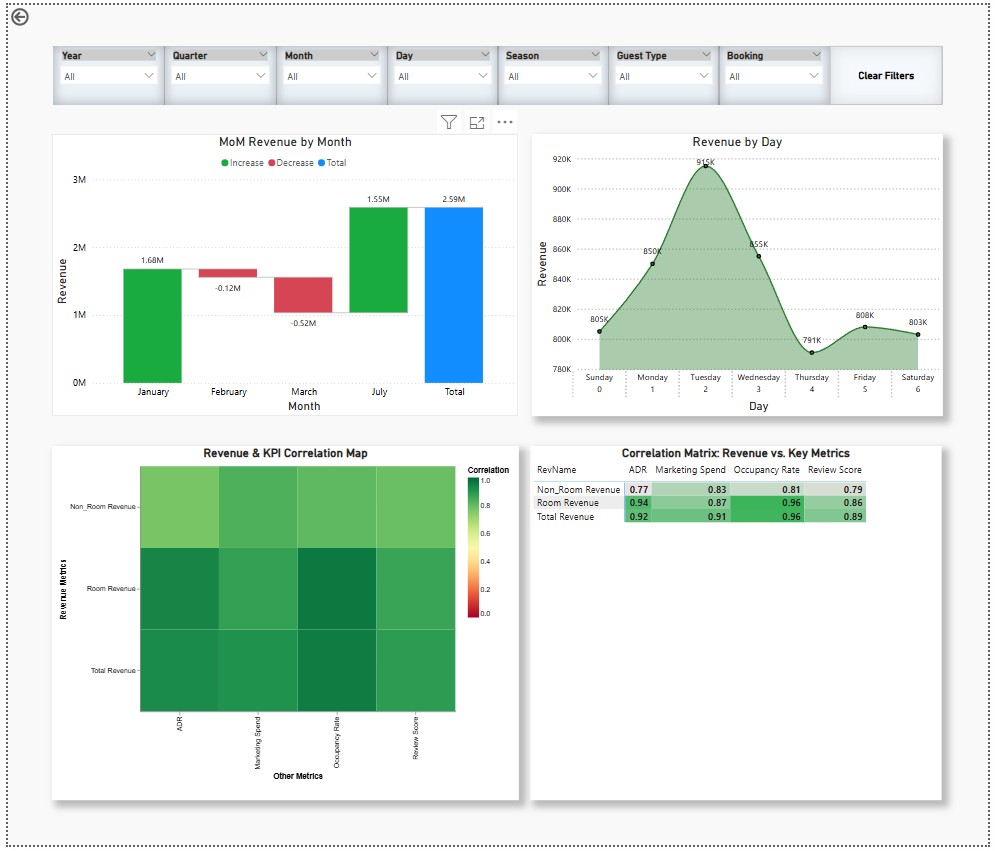 Year Quarter Month Day Season Guest Type Booking
All All All All All All All Clear Filters
MoM Revenue by Month
Increase Decrease Total
3M
2M
1M
0M
Revenue
1.68M
-0.12M
-0.52M
1.55M
2.59M
January February March July Total
Month
Revenue by Day
920K
900K
880K
860K
840K
820K
800K
780K
Revenue
805K
850K
915K
855K
791K
808K
803K
Sunday Monday Tuesday Wednesday Thursday Friday Saturday
0 1 2 3 4 5 6
Day
Revenue & KPI Correlation Map
Revenue Metrics
Non_Room Revenue
Room Revenue
Total Revenue
ADR
Marketing Spend
Occupancy Rate
Review Score
Other Metrics
Correlation
1.0
0.8
0.6
0.4
0.2
0.0
Correlation Matrix: Revenue vs. Key Metrics
RevName ADR Marketing Spend Occupancy Rate Review Score
Non_Room Revenue 0.77 0.83 0.81 0.79
Room Revenue 0.94 0.87 0.96 0.86
Total Revenue 0.92 0.91 0.96 0.89